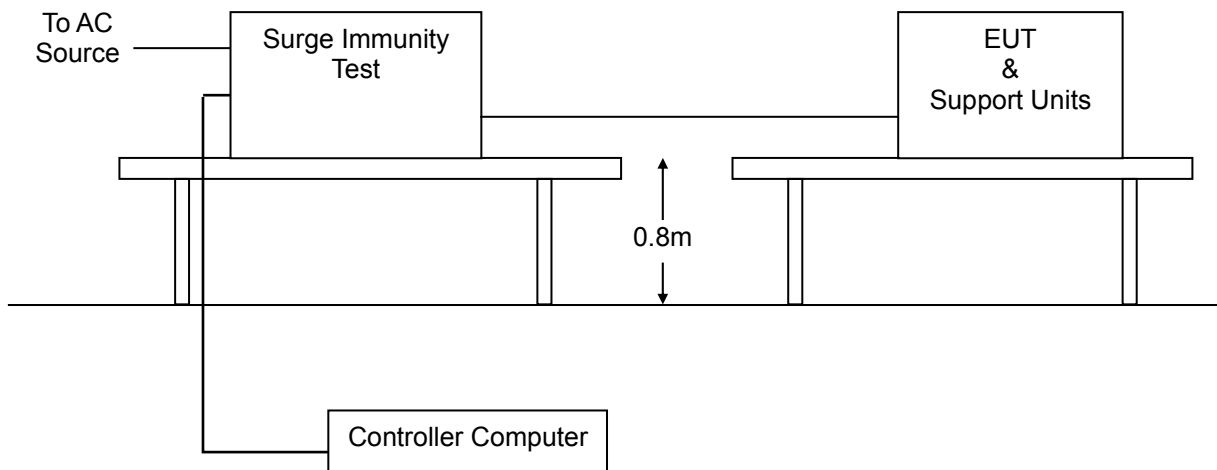 To AC
Source
Surge Immunity
Test
EUT
&
Support Units
0.8m
Controller Computer